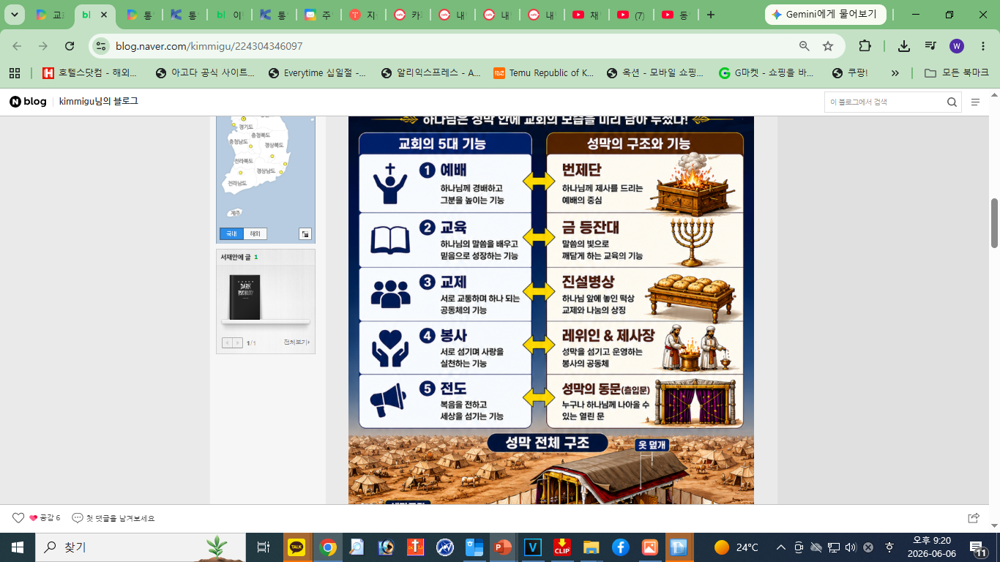 Gemini에게 물어보기
blog.naver.com/kimmigu/224304346097
호텔스닷컴 - 해외...
아고다 공식 사이트...
Everytime 십일절 -...
알리익스프레스 - A...
Temu Republic of K...
옥션 - 모바일 쇼핑...
G마켓 - 쇼핑을 바...
쿠팡!
모든 북마크
blog
kimmigu님의 블로그
이 블로그에서 검색
하나님은 성막 안에 교회의 모습을 미리 담아 두셨다!
경기도
충청북도
충청남도
경상북도
전라북도
경상남도
전라남도
제주
국내
해외
서재안에 글 1
DARK
PSYCHOLOGY
1/1
전체보기
교회의 5대 기능
성막의 구조와 기능
1 예배
하나님께 경배하고
그분을 높이는 기능
번제단
하나님께 제사를 드리는
예배의 중심
2 교육
하나님의 말씀을 배우고
믿음으로 성장하는 기능
금 등잔대
말씀의 빛으로
깨닫게 하는 교육의 기능
3 교제
서로 교통하며 하나 되는
공동체의 기능
진설병상
하나님 앞에 놓인 떡상
교제와 나눔의 상징
4 봉사
서로 섬기며 사랑을
실천하는 기능
레위인 & 제사장
성막을 섬기고 운영하는
봉사의 공동체
5 전도
복음을 전하고
세상을 섬기는 기능
성막의 동문(출입문)
누구나 하나님께 나아올 수
있는 열린 문
성막 전체 구조
웃 덮개
공감 6
첫 댓글을 남겨보세요
찾기
TALK
CLIP
24°C
오후 9:20
2026-06-06
11